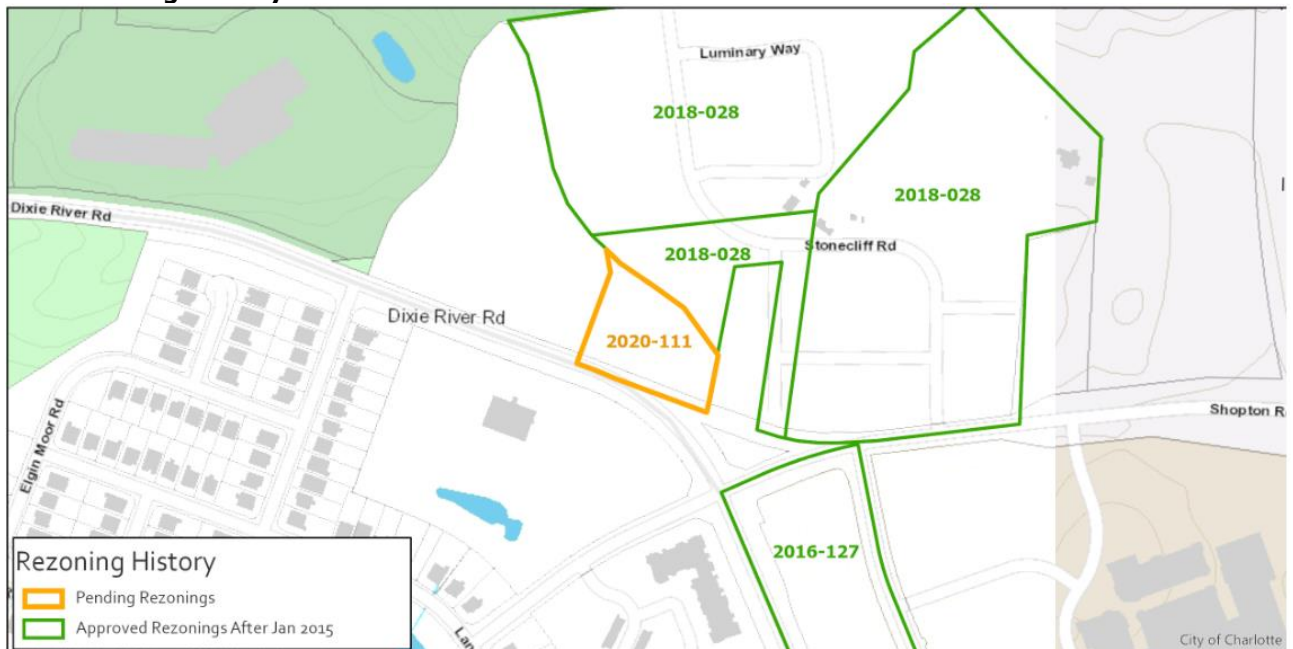 Luminary Way
2018-028
2018-028
Dixie River Rd
2018-028
Stonecliff Rd
Dixie River Rd
2020-111
Shopton R
Elgin Moor Rd
2016-127
Lan
Rezoning History
Pending Rezonings
Approved Rezonings After Jan 2015
City of Charlotte